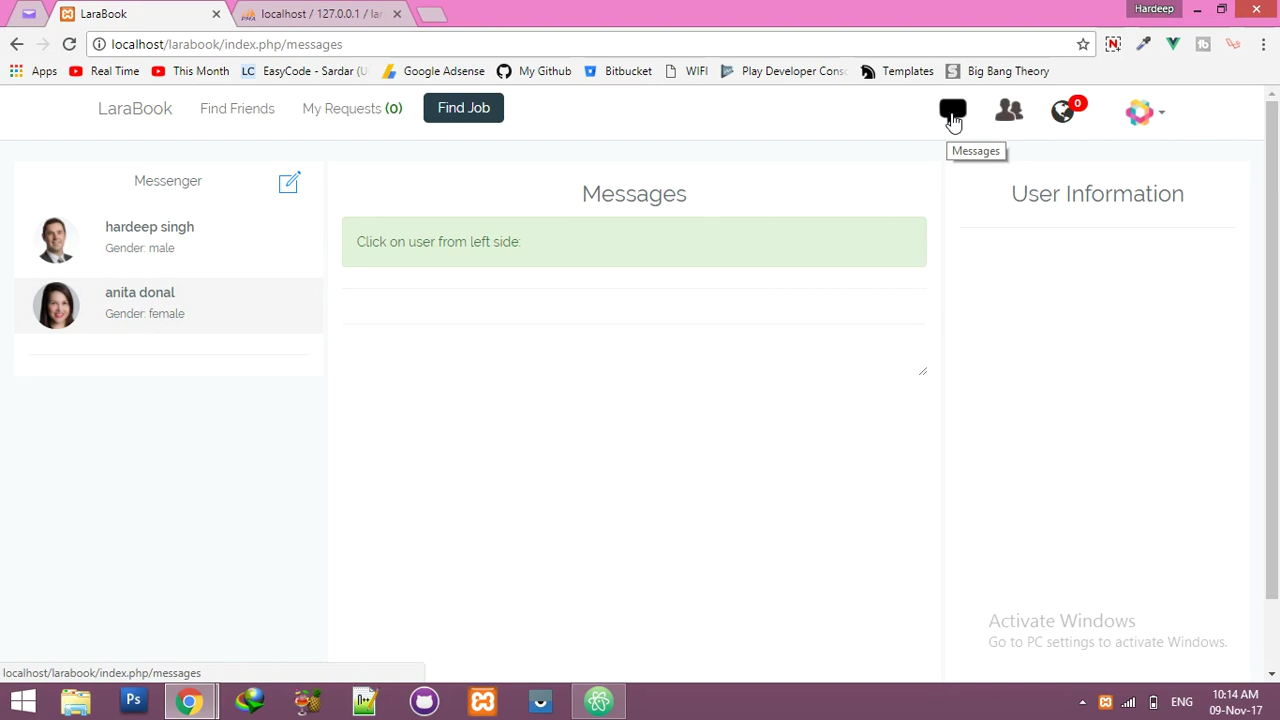 LaraBook
localhost / 127.0.0.1 / lar
Hardeep
localhost/larabook/index.php/messages
Apps
Real Time
This Month
LC
EasyCode - Sardar (U
Google Adsense
My Github
Bitbucket
WIFI
Play Developer Cons
Templates
Big Bang Theory
LaraBook
Find Friends
My Requests (0)
Find Job
0
Messages
Messenger
hardeep singh
Gender: male
anita donal
Gender: female
Messages
Click on user from left side:
User Information
Activate Windows
Go to PC settings to activate Windows.
localhost/larabook/index.php/messages
Ps
ENG
10:14 AM
09-Nov-17